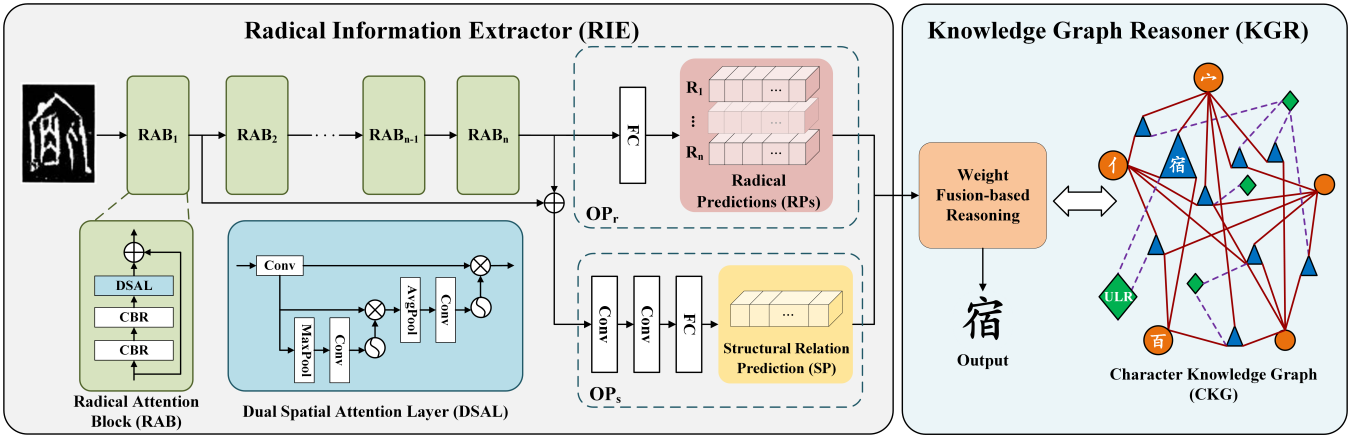 Radical Information Extractor (RIE)
RAB1
RAB2
......
RABn-1
RABn
FC
R1
...
...
Rn
...
Radical
Predictions (RPs)
OPr
DSAL
CBR
CBR
Radical Attention
Block (RAB)
Conv
MaxPool
Conv
AvgPool
Conv
Dual Spatial Attention Layer (DSAL)
Conv
Conv
FC
...
Structural Relation
Prediction (SP)
OPs
Knowledge Graph Reasoner (KGR)
Weight
Fusion-based
Reasoning
宿
Output
宀
亻
宿
ULR
百
Character Knowledge Graph
(CKG)